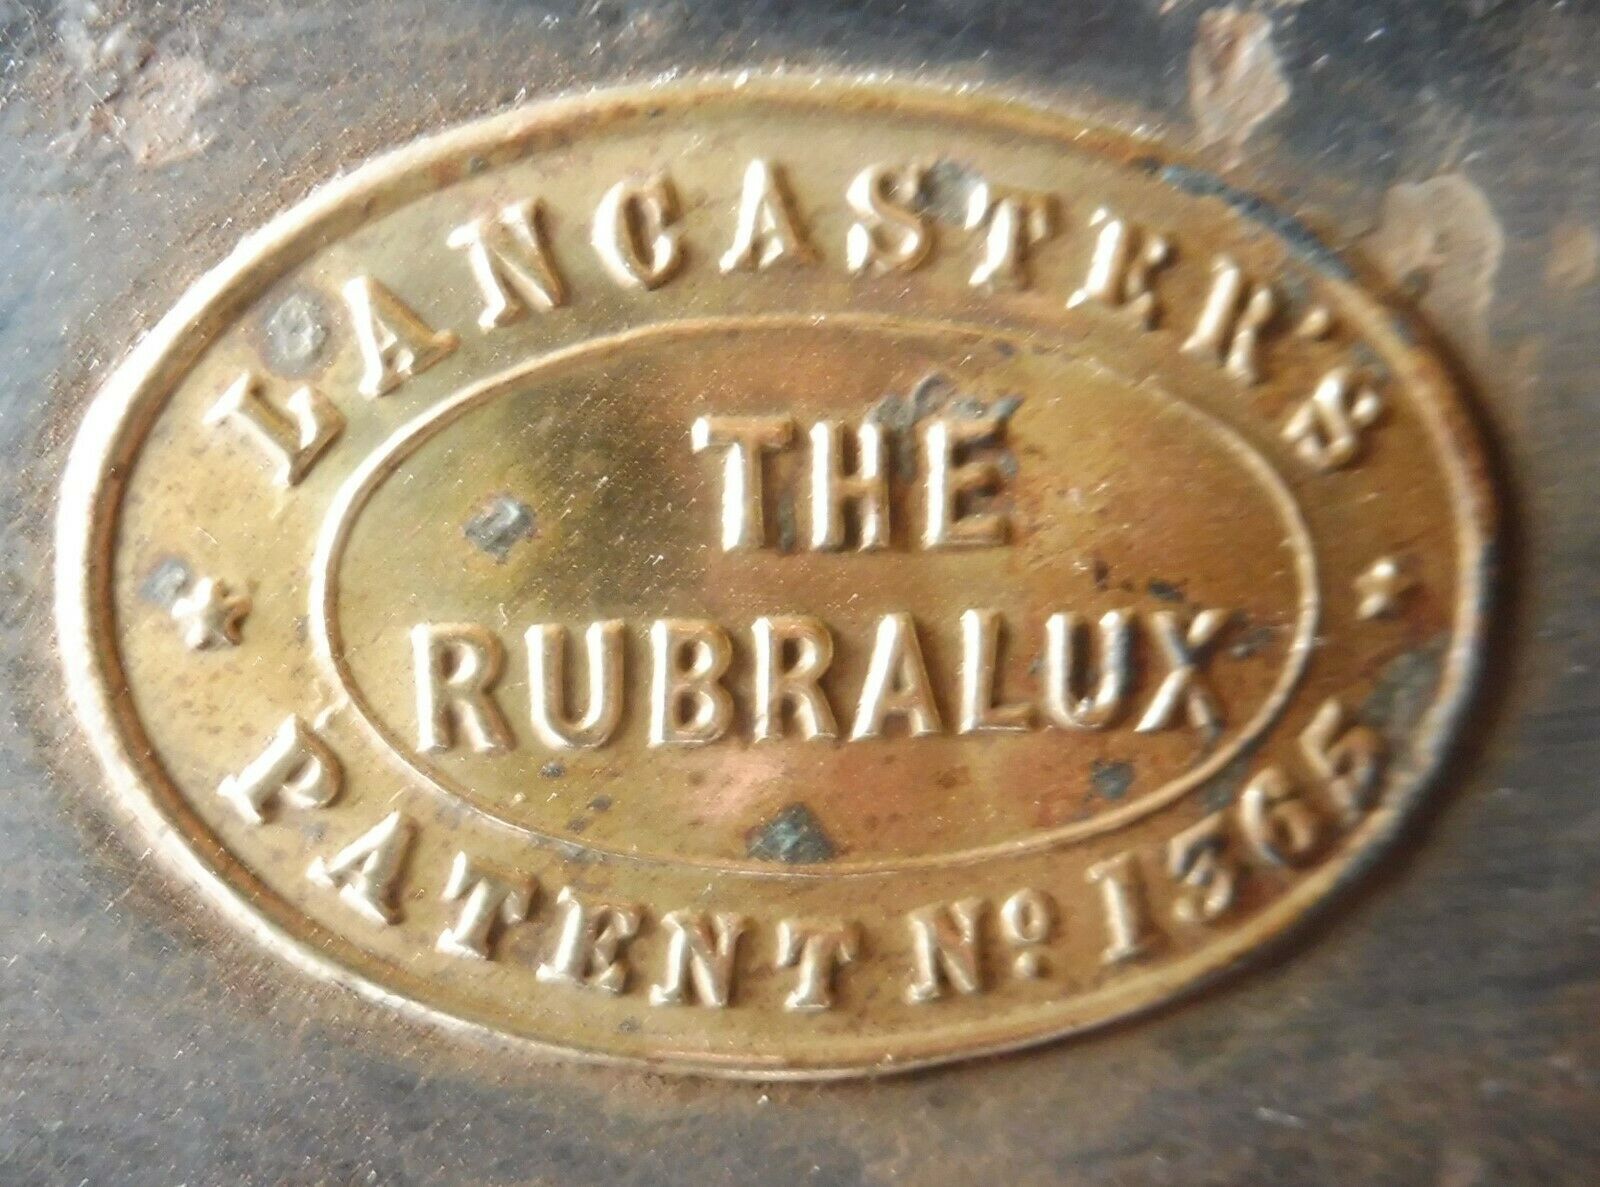 LANCASTER'S
THE
RUBRALUX
PATENT No. 1365